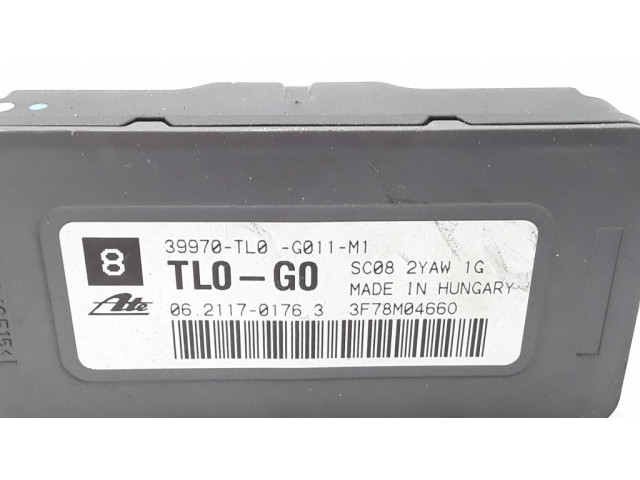 8
39970-TL0 -G011-M1
TL0-G0
SC08 2YAW 1G
MADE IN HUNGARY
Ate
06.2117-0176.3
3F78M04660